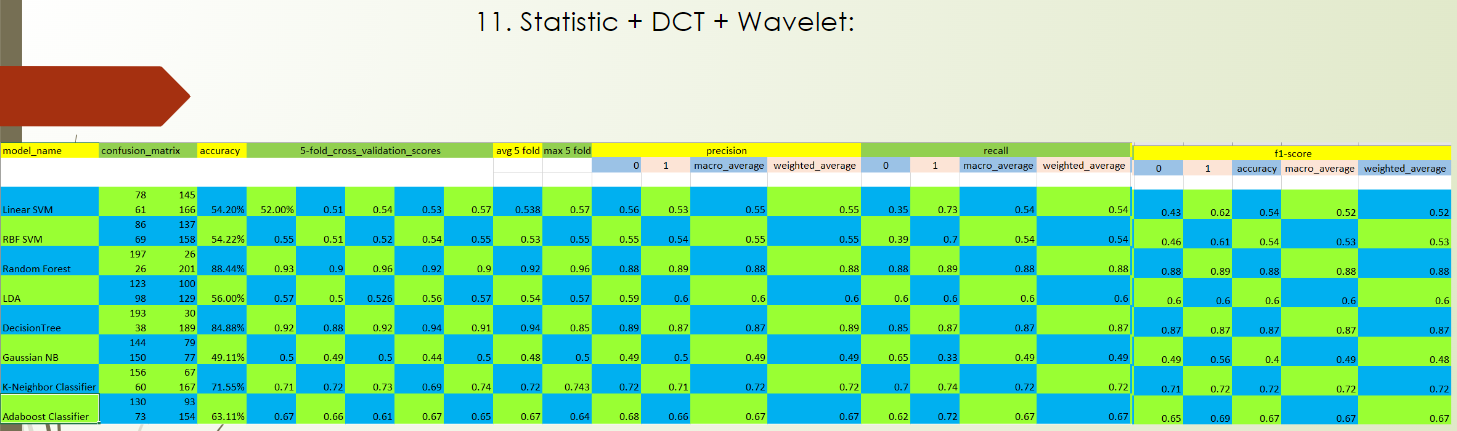 11. Statistic + DCT + Wavelet:
model_name confusion_matrix accuracy 5-fold_cross_validation_scores avg 5 fold max 5 fold precision recall f1-score
0 1 macro_average weighted_average 0 1 macro_average weighted_average 0 1 accuracy macro_average weighted_average
78 145
Linear SVM 61 166 54.20% 52.00% 0.51 0.54 0.53 0.57 0.538 0.57 0.56 0.53 0.55 0.55 0.35 0.73 0.54 0.54 0.43 0.62 0.54 0.52 0.52
86 137
RBF SVM 69 158 54.22% 0.55 0.51 0.52 0.54 0.55 0.53 0.55 0.55 0.54 0.55 0.55 0.39 0.7 0.54 0.54 0.46 0.61 0.54 0.53 0.53
197 26
Random Forest 26 201 88.44% 0.93 0.9 0.96 0.92 0.9 0.92 0.96 0.88 0.89 0.88 0.88 0.88 0.89 0.88 0.88 0.88 0.89 0.88 0.88 0.88
123 100
LDA 98 129 56.00% 0.57 0.5 0.526 0.56 0.57 0.54 0.57 0.59 0.6 0.6 0.6 0.6 0.6 0.6 0.6 0.6 0.6 0.6 0.6 0.6
193 30
DecisionTree 38 189 84.88% 0.92 0.88 0.92 0.94 0.91 0.94 0.85 0.89 0.87 0.87 0.89 0.85 0.87 0.87 0.87 0.87 0.87 0.87 0.87 0.87
144 79
Gaussian NB 150 77 49.11% 0.5 0.49 0.5 0.44 0.5 0.48 0.5 0.49 0.5 0.49 0.49 0.65 0.33 0.49 0.49 0.49 0.56 0.4 0.49 0.48
156 67
K-Neighbor Classifier 60 167 71.55% 0.71 0.72 0.73 0.69 0.74 0.72 0.743 0.72 0.71 0.72 0.72 0.7 0.74 0.72 0.72 0.71 0.72 0.72 0.72 0.72
130 93
Adaboost Classifier 73 154 63.11% 0.67 0.66 0.61 0.67 0.65 0.67 0.64 0.68 0.66 0.67 0.67 0.62 0.72 0.67 0.67 0.65 0.69 0.67 0.67 0.67